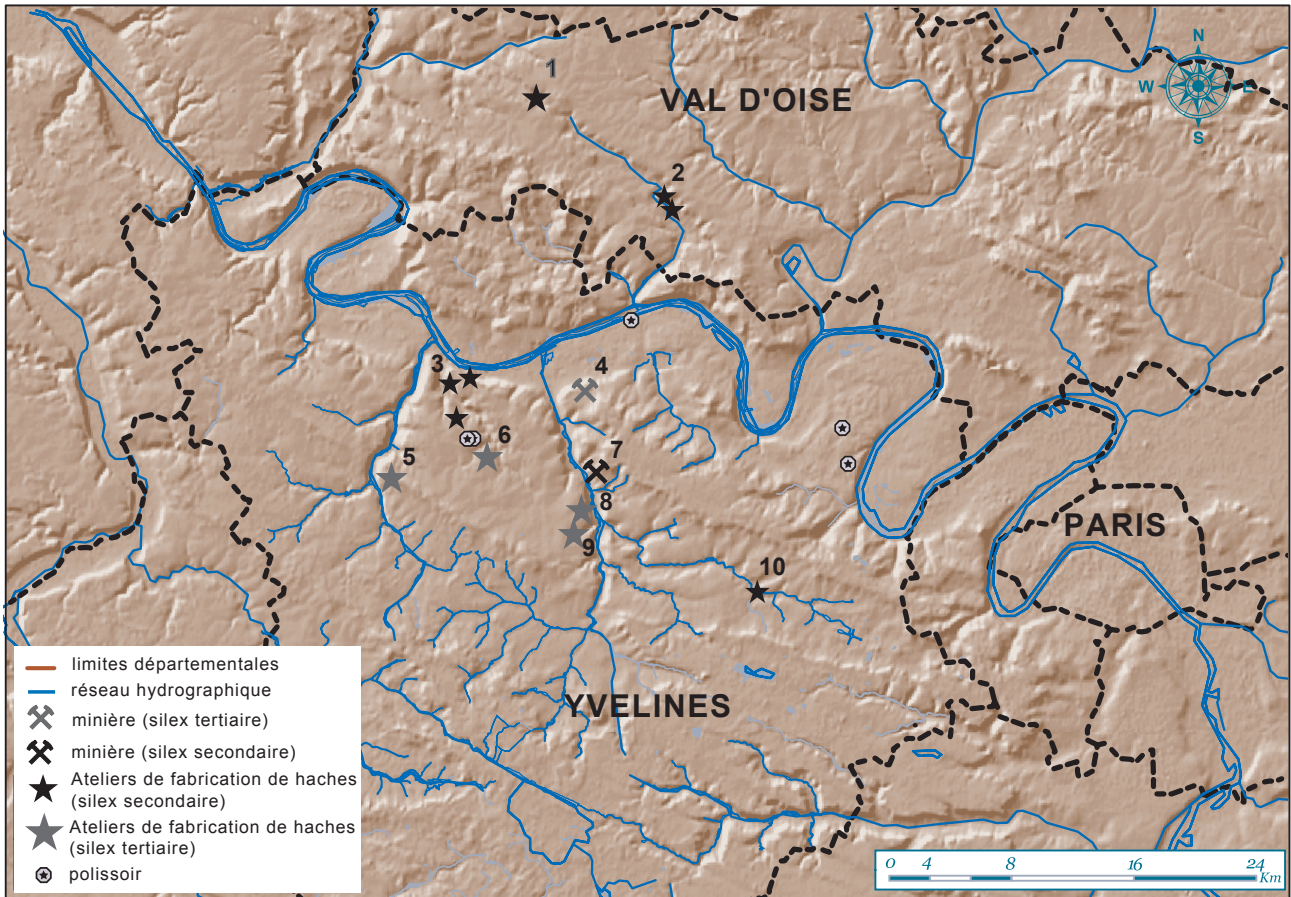 N
1
VAL D'OISE
W
E
S
2
3
4
5
6
7
8
9
PARIS
10
YVELINES
limites départementales
réseau hydrographique
minière (silex tertiaire)
minière (silex secondaire)
Ateliers de fabrication de haches
(silex secondaire)
Ateliers de fabrication de haches
(silex tertiaire)
polissoir
0 4 8 16 24
Km